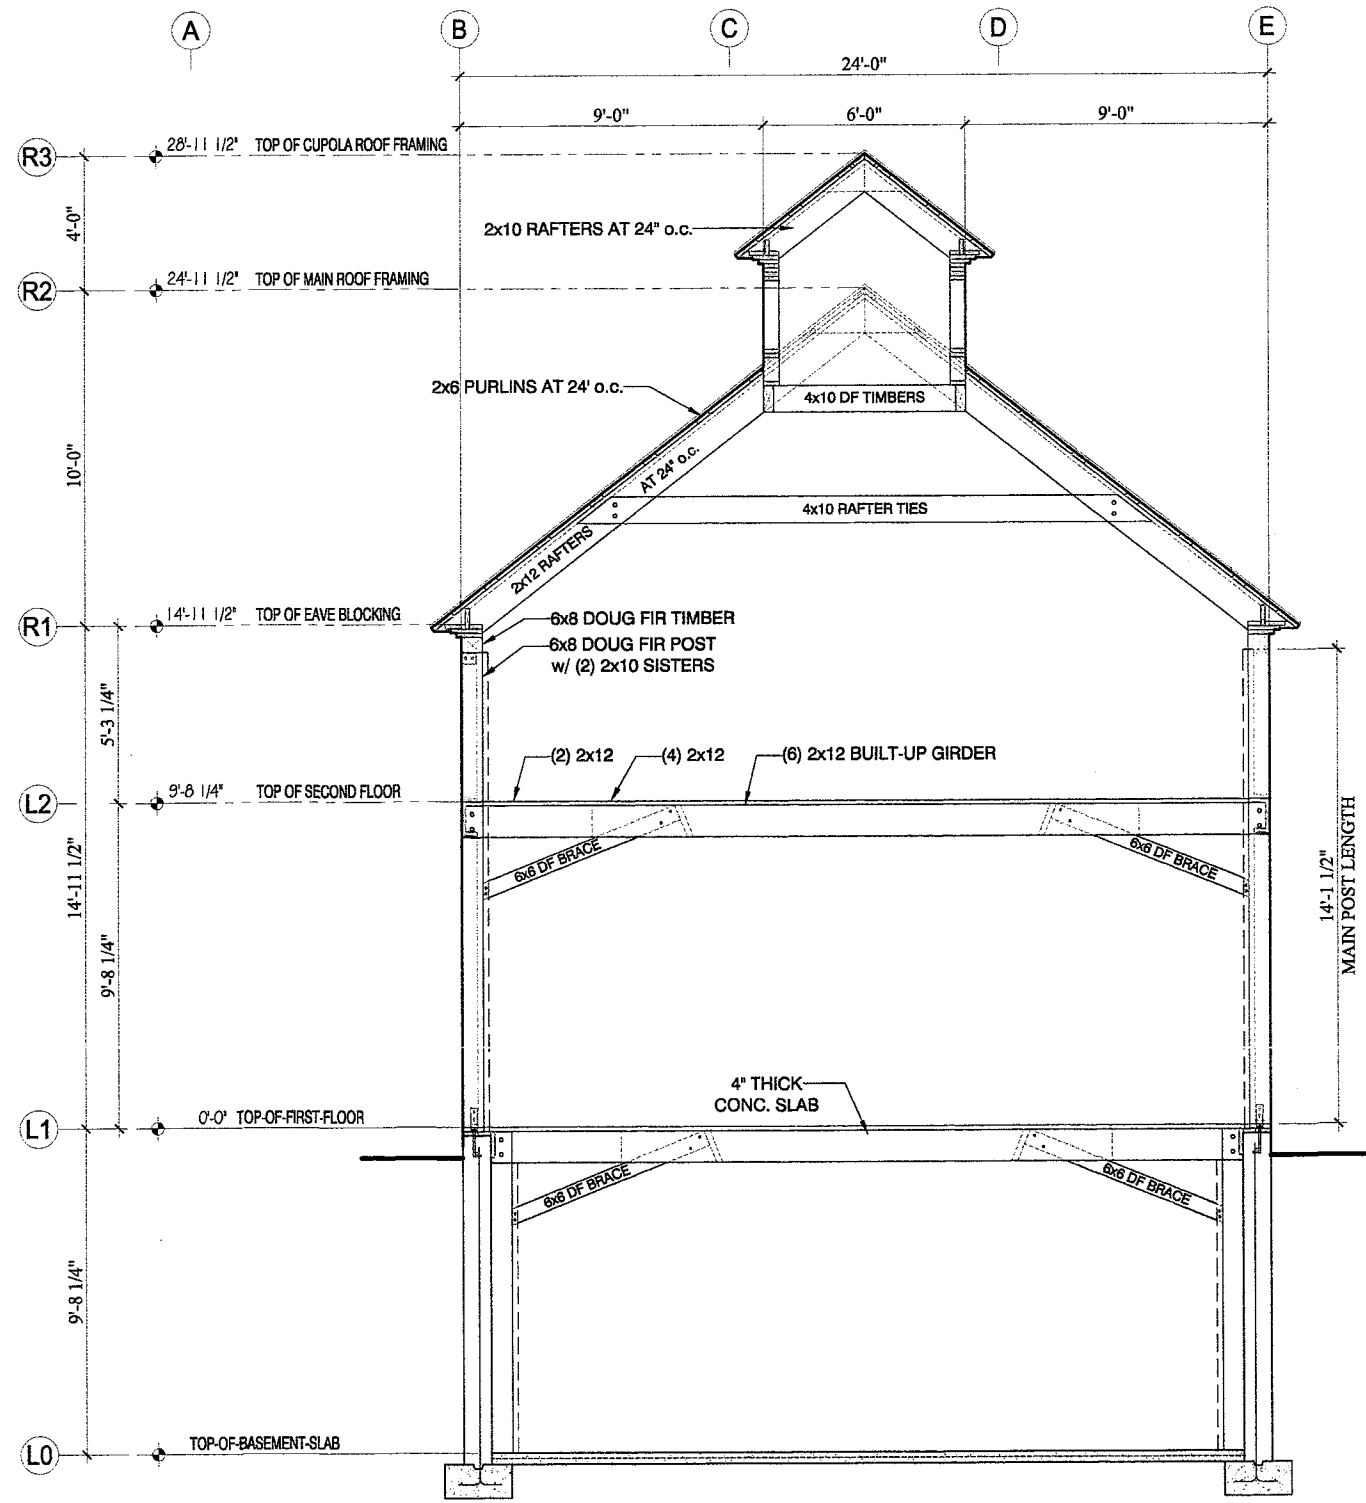 A B C D E
24'-0"
9'-0" 6'-0" 9'-0"
R3 28'-11 1/2" TOP OF CUPOLA ROOF FRAMING
4'-0"
2x10 RAFTERS AT 24" o.c.
R2 24'-11 1/2" TOP OF MAIN ROOF FRAMING
2x6 PURLINS AT 24' o.c.
4x10 DF TIMBERS
10'-0"
2x12 RAFTERS AT 24" o.c.
4x10 RAFTER TIES
R1 14'-11 1/2" TOP OF EAVE BLOCKING
6x8 DOUG FIR TIMBER
6x8 DOUG FIR POST
w/ (2) 2x10 SISTERS
5'-3 1/4"
(2) 2x12 (4) 2x12 (6) 2x12 BUILT-UP GIRDER
L2 9'-8 1/4" TOP OF SECOND FLOOR
6x6 DF BRACE 6x6 DF BRACE
14'-11 1/2"
9'-8 1/4"
14'-1 1/2"
MAIN POST LENGTH
4" THICK
CONC. SLAB
L1 0'-0" TOP-OF-FIRST-FLOOR
6x6 DF BRACE 6x6 DF BRACE
9'-8 1/4"
L0 TOP-OF-BASEMENT-SLAB